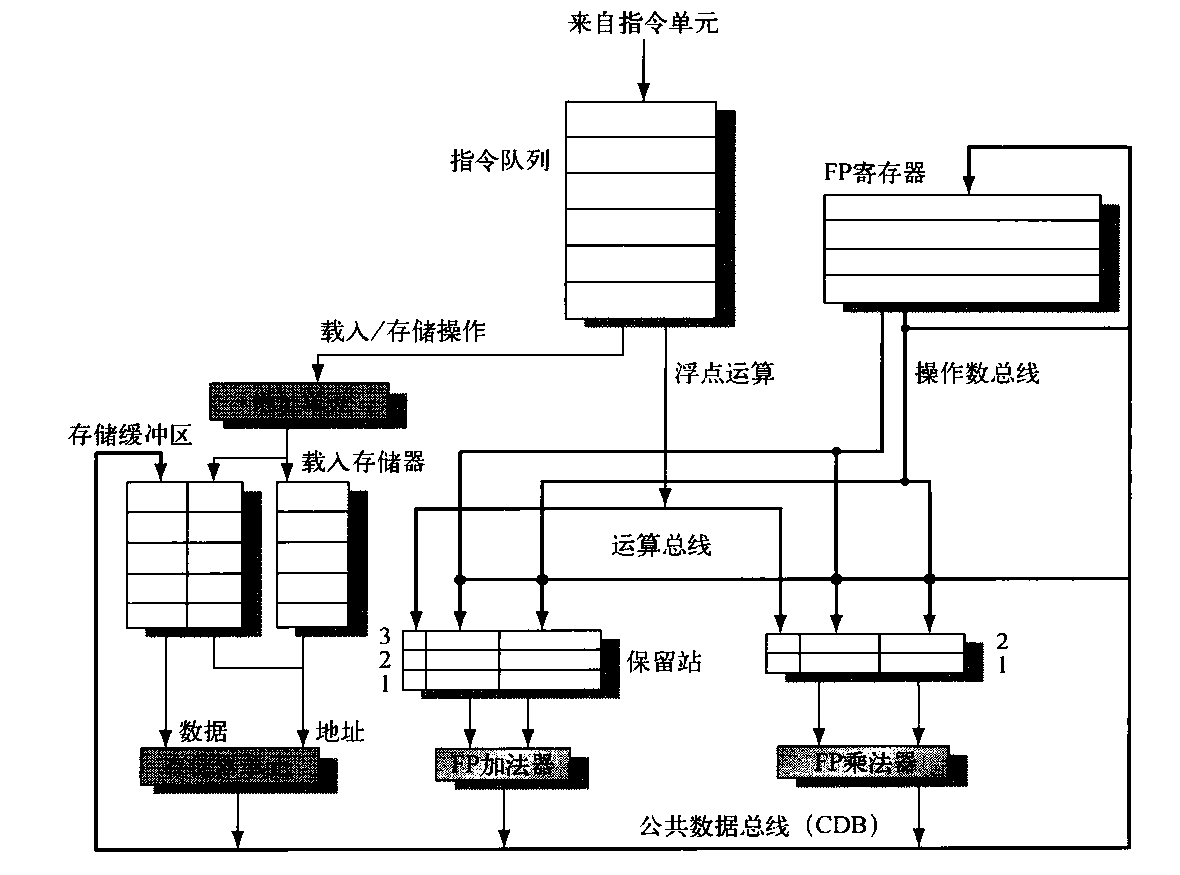 来自指令单元
指令队列
FP寄存器
载入/存储操作
浮点运算
操作数总线
存储缓冲区
载入存储器
运算总线
3
2
1
保留站
2
1
数据
地址
FP加法器
FP乘法器
公共数据总线（CDB）